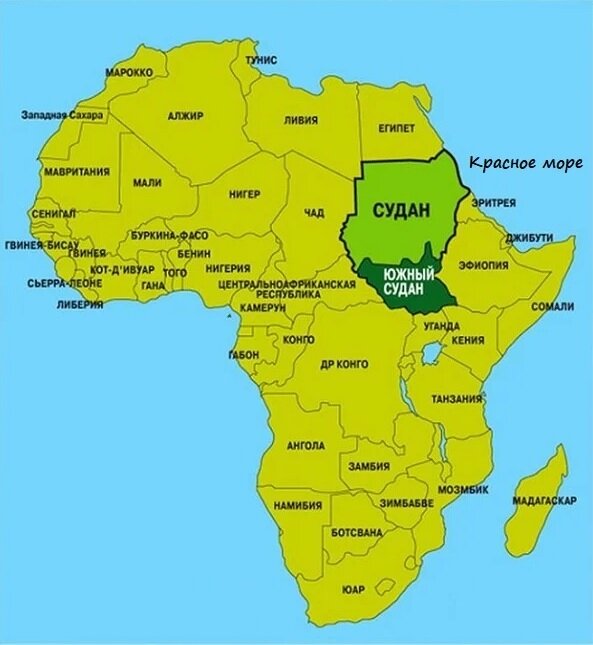 ТУНИС
МАРОККО
Западная Сахара
АЛЖИР
ЛИВИЯ
ЕГИПЕТ
Красное море
МАВРИТАНИЯ
МАЛИ
НИГЕР
ЧАД
СУДАН
ЭРИТРЕЯ
СЕНИГАЛ
БУРКИНА-ФАСО
ДЖИБУТИ
ГВИНЕЯ-БИСАУ
ГВИНЕЯ
БЕНИН
КОТ-Д'ИВУАР
ТОГО
НИГЕРИЯ
ЮЖНЫЙ
СУДАН
ЭФИОПИЯ
СЬЕРРА-ЛЕОНЕ
ГАНА
ЦЕНТРАЛЬНОАФРИКАНСКАЯ
РЕСПУБЛИКА
ЛИБЕРИЯ
КАМЕРУН
СОМАЛИ
УГАНДА
КЕНИЯ
ГАБОН
КОНГО
ДР КОНГО
ТАНЗАНИЯ
АНГОЛА
ЗАМБИЯ
МОЗМБИК
МАДАГАСКАР
НАМИБИЯ
ЗИМБАБВЕ
БОТСВАНА
ЮАР